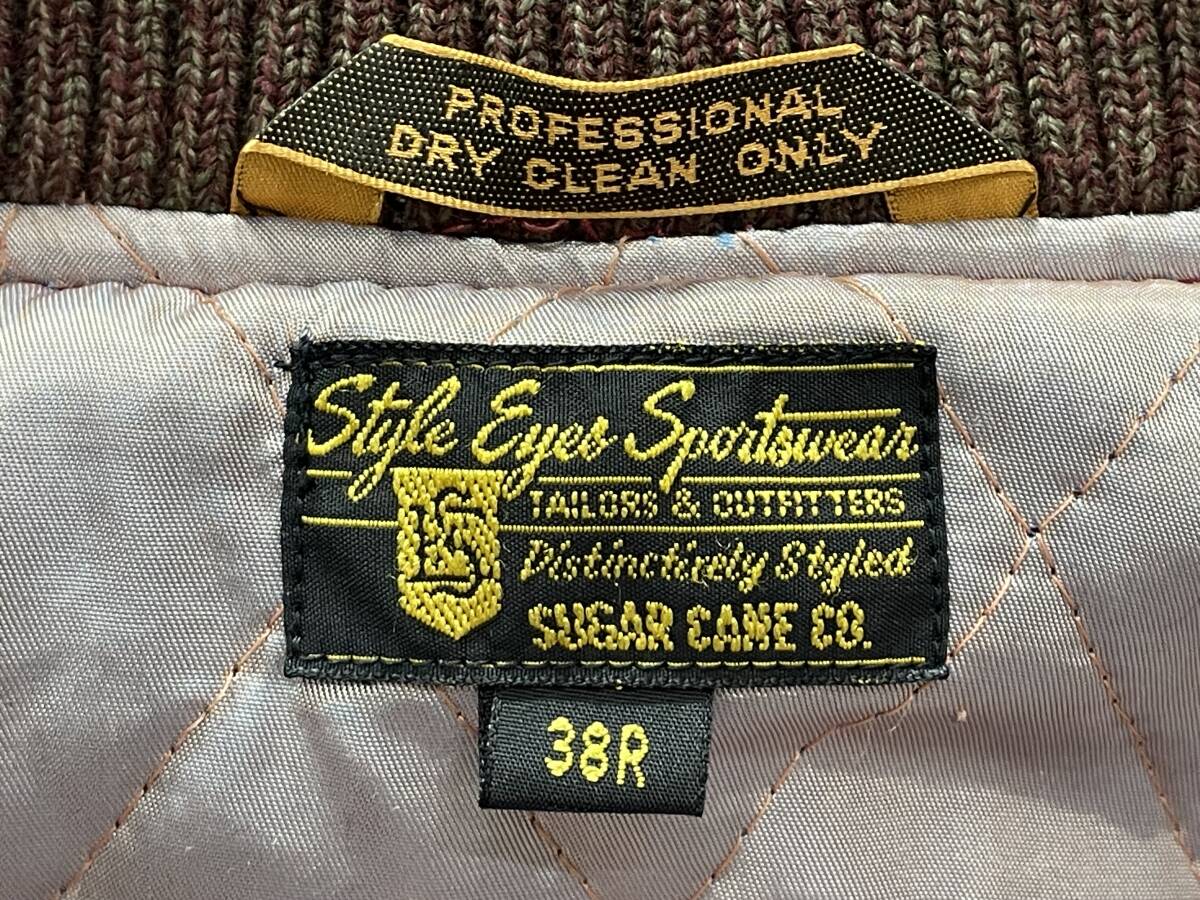 PROFESSIONAL
DRY CLEAN ONLY
Style Eyes Sportswear
TAILORS & OUTFITTERS
Distinctively Styled
SUGAR CANE CO.
38R